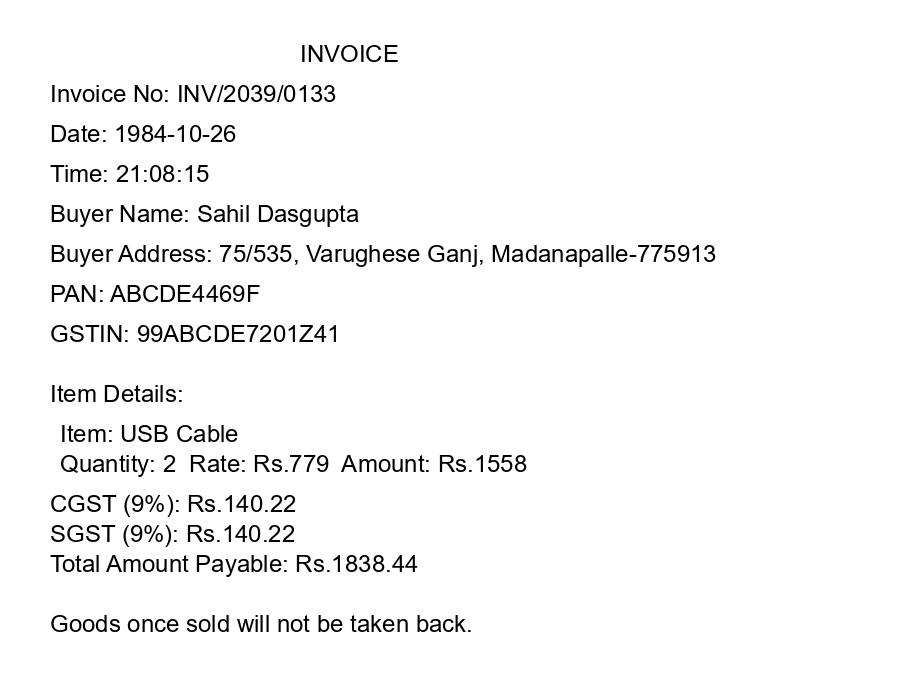 INVOICE
Invoice No: INV/2039/0133
Date: 1984-10-26
Time: 21:08:15
Buyer Name: Sahil Dasgupta
Buyer Address: 75/535, Varughese Ganj, Madanapalle-775913
PAN: ABCDE4469F
GSTIN: 99ABCDE7201Z41
Item Details:
Item: USB Cable
Quantity: 2 Rate: Rs.779 Amount: Rs.1558
CGST (9%): Rs.140.22
SGST (9%): Rs.140.22
Total Amount Payable: Rs.1838.44
Goods once sold will not be taken back.